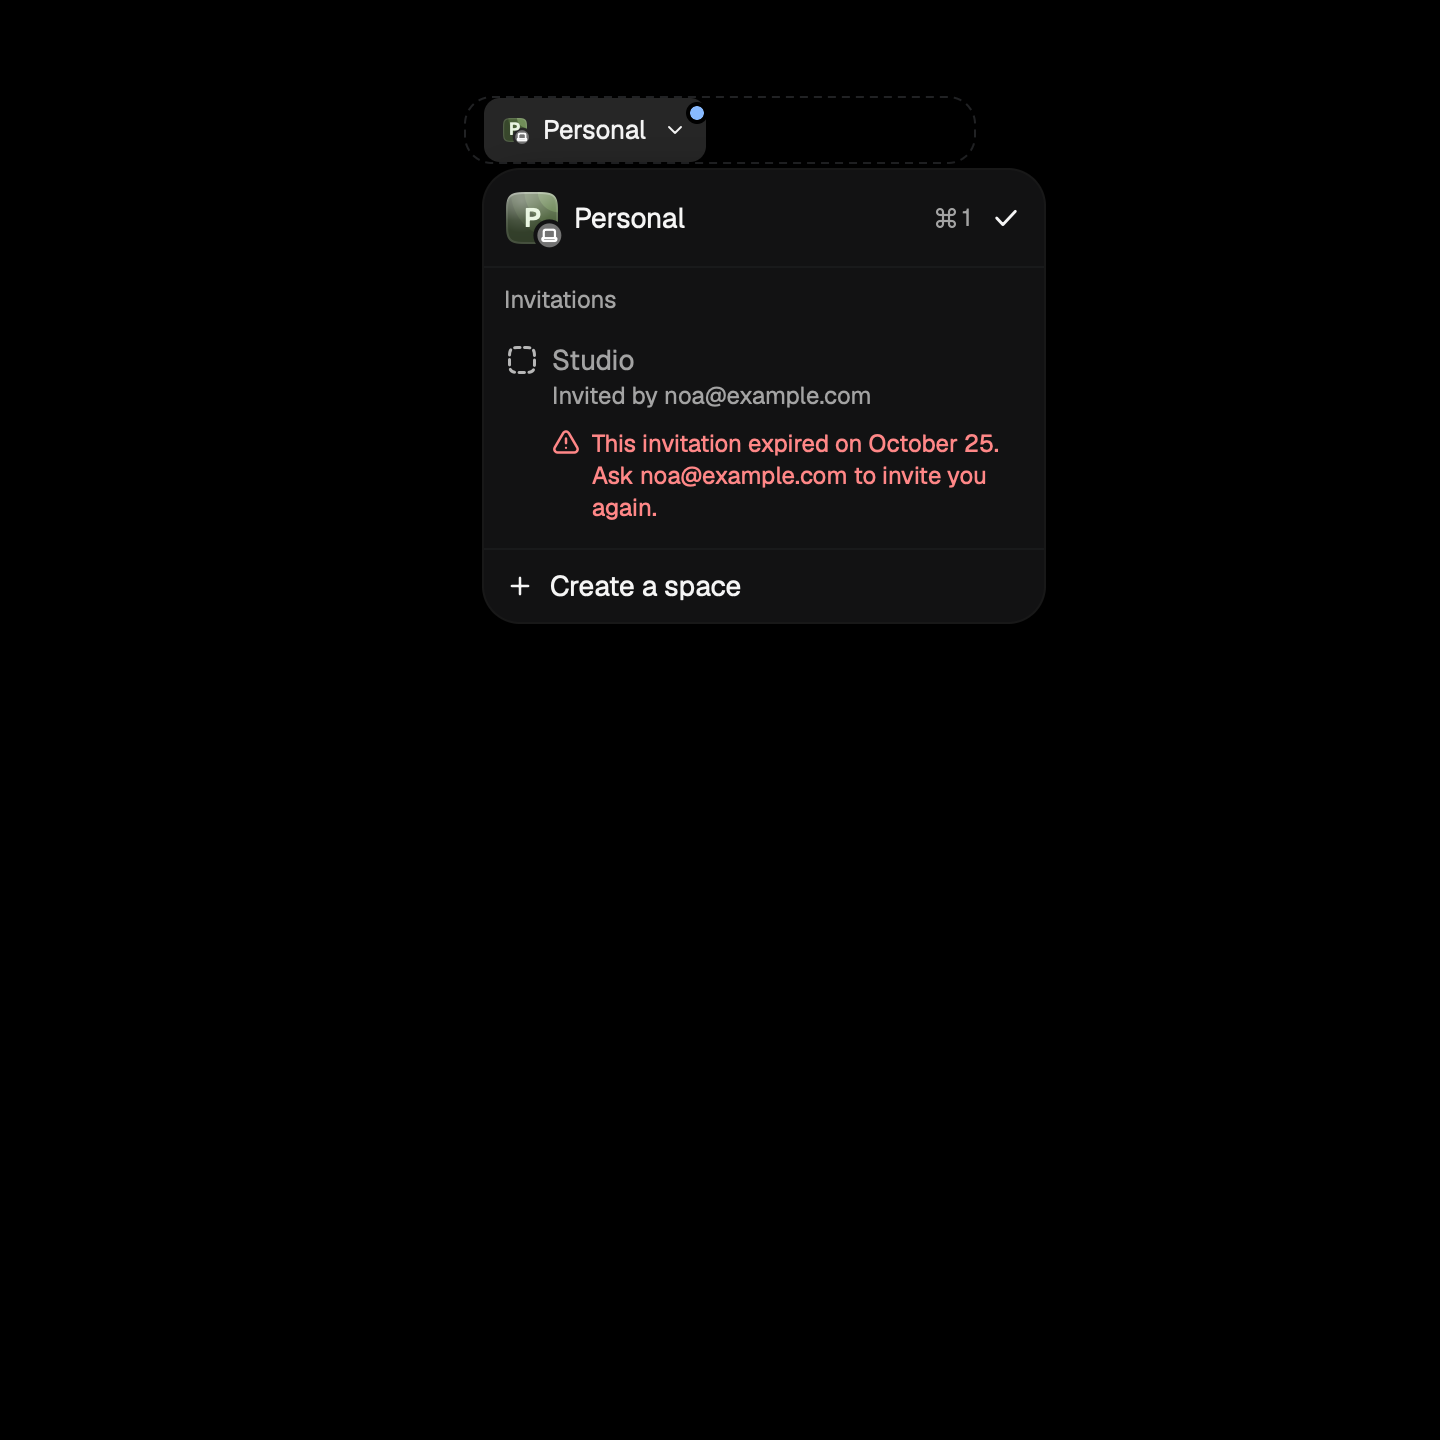 P Personal
P Personal ⌘1
Invitations
Studio
Invited by noa@example.com
This invitation expired on October 25.
Ask noa@example.com to invite you
again.
Create a space